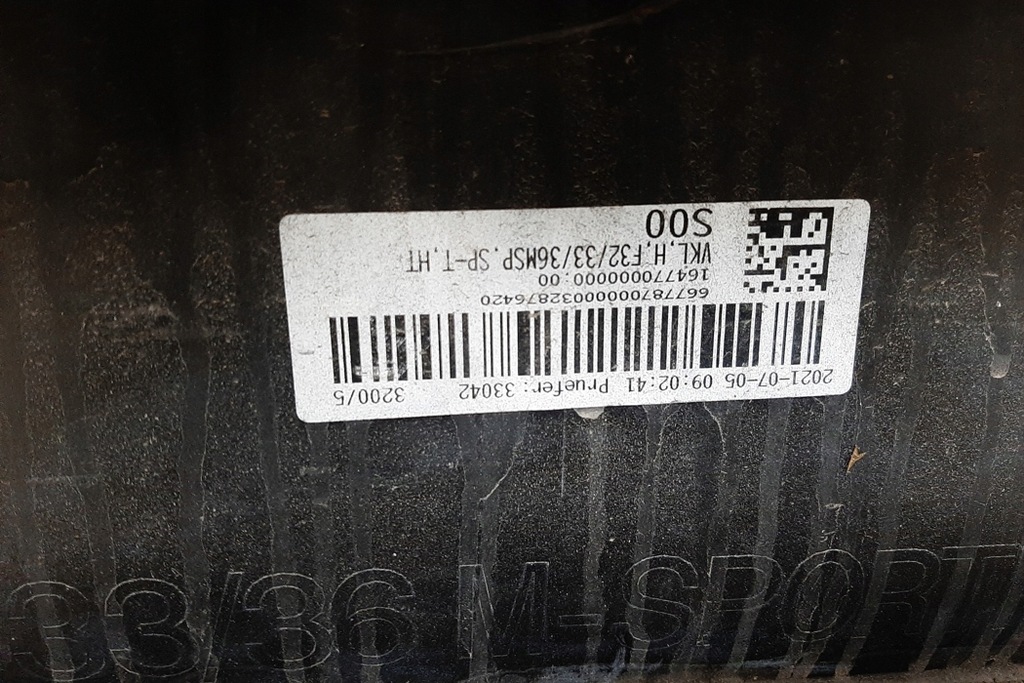 2021-07-05 09:02:41 Pruefer: 33042 3200/5
66778700000032876420
164770000000:00
VKL,H,F32/33/36MSP.SP-T,HT
S00
33/36 M-SPORT